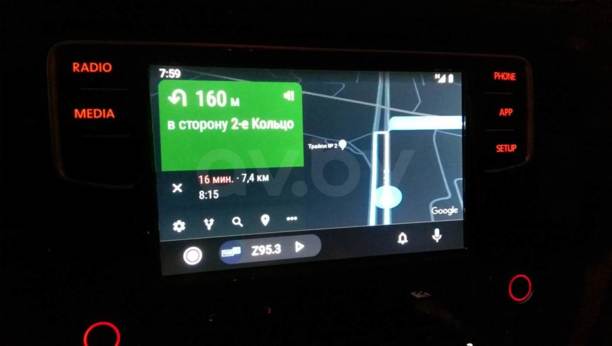 RADIO
MEDIA
PHONE
APP
SETUP
7:59
160 м
в сторону 2-е Кольцо
16 мин. · 7,4 км
8:15
Google
Z95.3
av.by